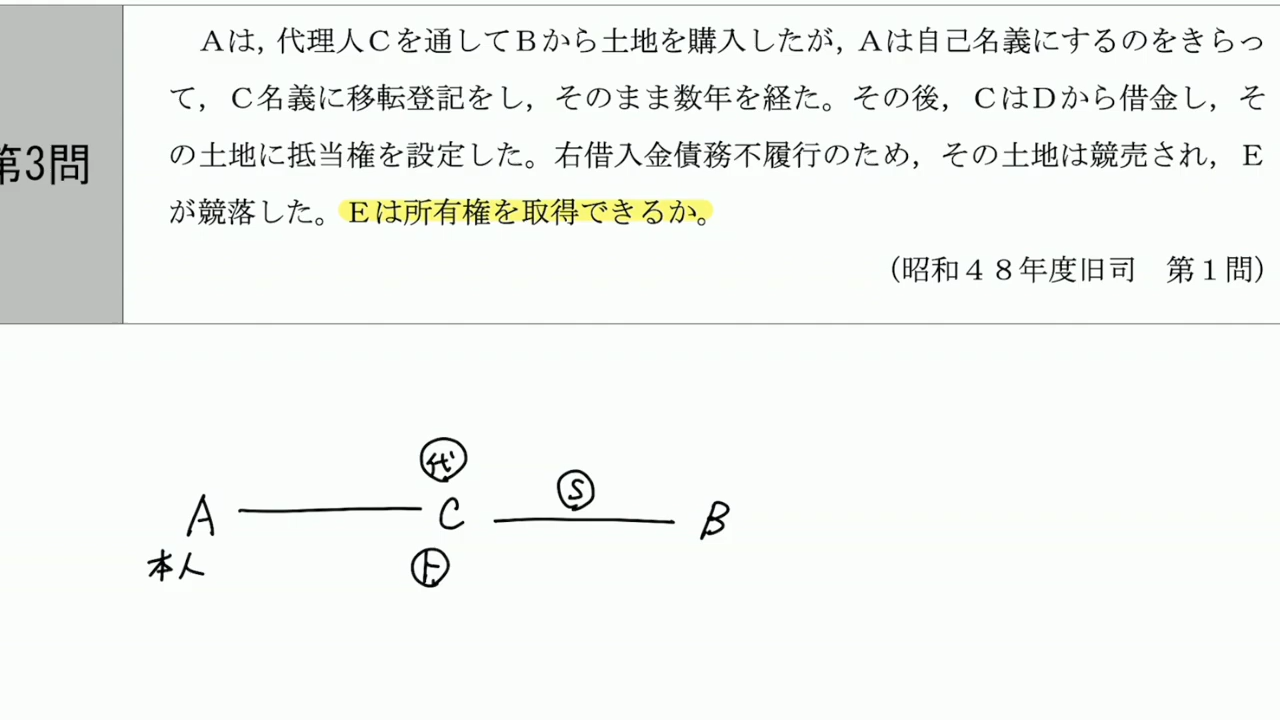 第3問
Ａは，代理人Ｃを通してＢから土地を購入したが，Ａは自己名義にするのをきらっ
て，Ｃ名義に移転登記をし，そのまま数年を経た。その後，ＣはＤから借金し，そ
の土地に抵当権を設定した。右借入金債務不履行のため，その土地は競売され，Ｅ
が競落した。Ｅは所有権を取得できるか。
（昭和４８年度旧司　第１問）
代
S
A C B
本人 ト